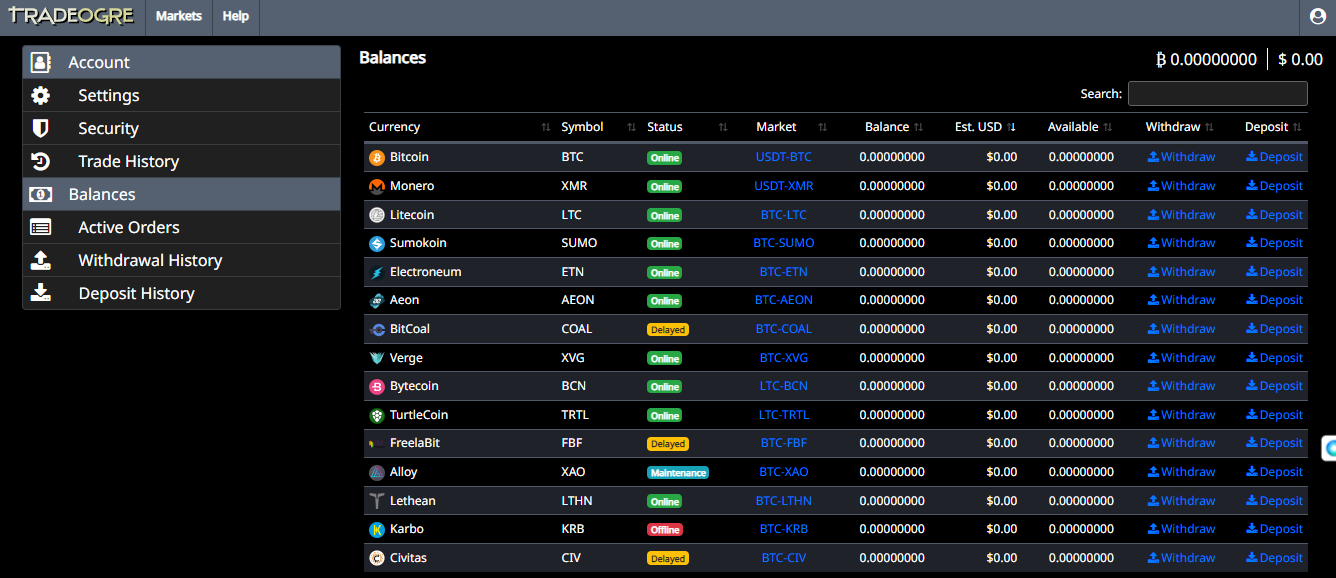 TRADEOGRE Markets Help
Account
Settings
Security
Trade History
Balances
Active Orders
Withdrawal History
Deposit History
Balances ₿ 0.00000000 $ 0.00
Search:
Currency Symbol Status Market Balance Est. USD Available Withdraw Deposit
Bitcoin BTC Online USDT-BTC 0.00000000 $0.00 0.00000000 Withdraw Deposit
Monero XMR Online USDT-XMR 0.00000000 $0.00 0.00000000 Withdraw Deposit
Litecoin LTC Online BTC-LTC 0.00000000 $0.00 0.00000000 Withdraw Deposit
Sumokoin SUMO Online BTC-SUMO 0.00000000 $0.00 0.00000000 Withdraw Deposit
Electroneum ETN Online BTC-ETN 0.00000000 $0.00 0.00000000 Withdraw Deposit
Aeon AEON Online BTC-AEON 0.00000000 $0.00 0.00000000 Withdraw Deposit
BitCoal COAL Delayed BTC-COAL 0.00000000 $0.00 0.00000000 Withdraw Deposit
Verge XVG Online BTC-XVG 0.00000000 $0.00 0.00000000 Withdraw Deposit
Bytecoin BCN Online LTC-BCN 0.00000000 $0.00 0.00000000 Withdraw Deposit
TurtleCoin TRTL Online LTC-TRTL 0.00000000 $0.00 0.00000000 Withdraw Deposit
FreelaBit FBF Delayed BTC-FBF 0.00000000 $0.00 0.00000000 Withdraw Deposit
Alloy XAO Maintenance BTC-XAO 0.00000000 $0.00 0.00000000 Withdraw Deposit
Lethean LTHN Online BTC-LTHN 0.00000000 $0.00 0.00000000 Withdraw Deposit
Karbo KRB Offline BTC-KRB 0.00000000 $0.00 0.00000000 Withdraw Deposit
Civitas CIV Delayed BTC-CIV 0.00000000 $0.00 0.00000000 Withdraw Deposit